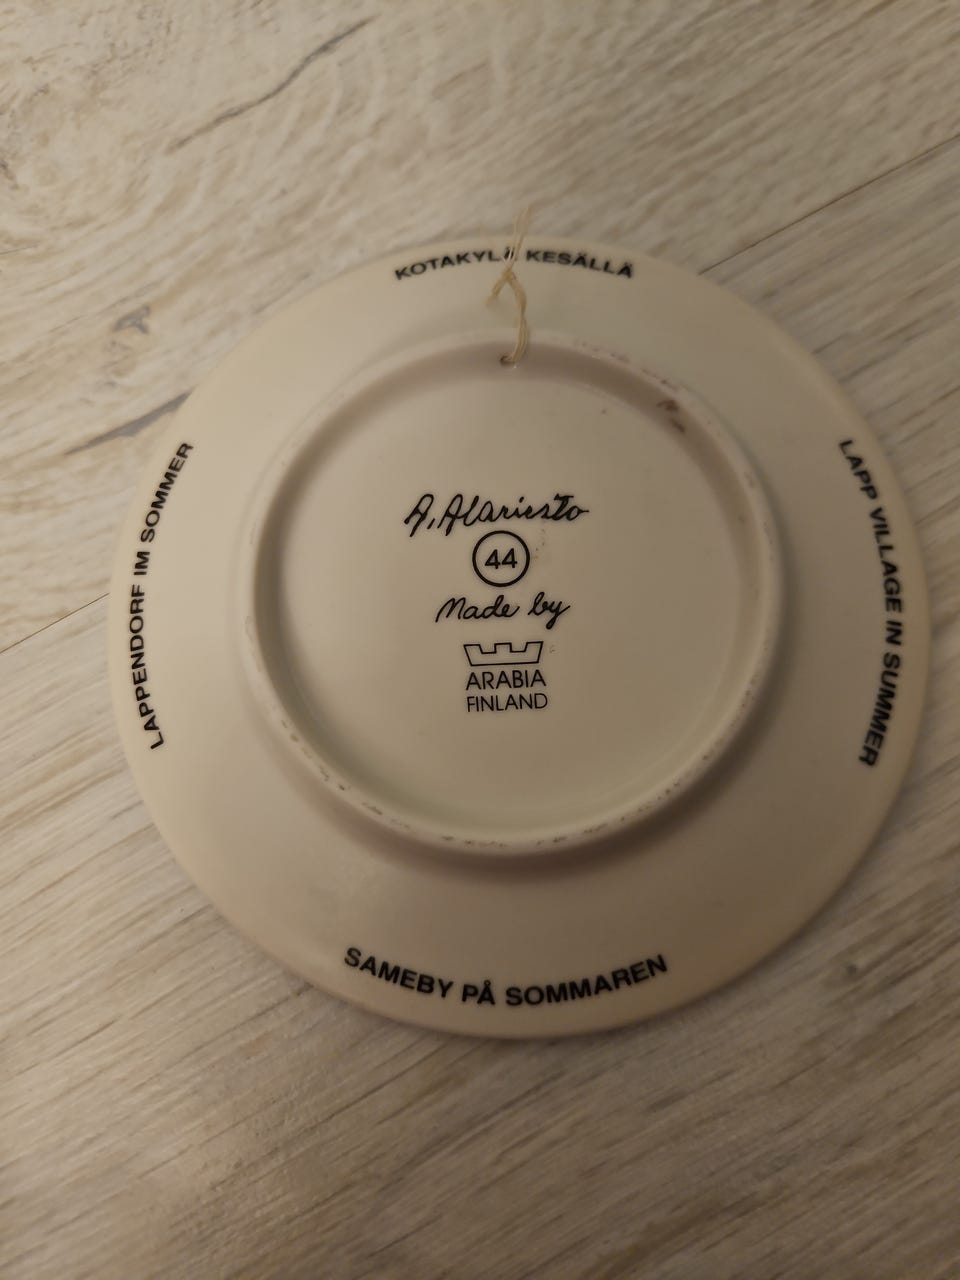 KOTAKYLÄ KESÄLLÄ
LAPP VILLAGE IN SUMMER
SAMEBY PÅ SOMMAREN
LAPPENDORF IM SOMMER
A. Alariesto
44
Made by
ARABIA
FINLAND